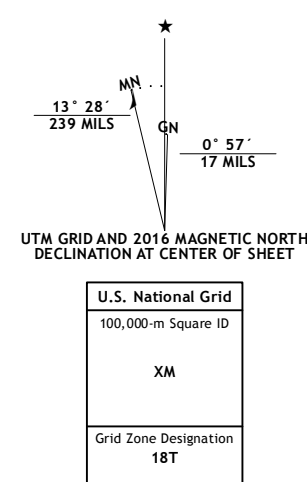 ★
MN
GN
13° 28´
239 MILS
0° 57´
17 MILS
UTM GRID AND 2016 MAGNETIC NORTH
DECLINATION AT CENTER OF SHEET
U.S. National Grid
100,000-m Square ID
XM
Grid Zone Designation
18T